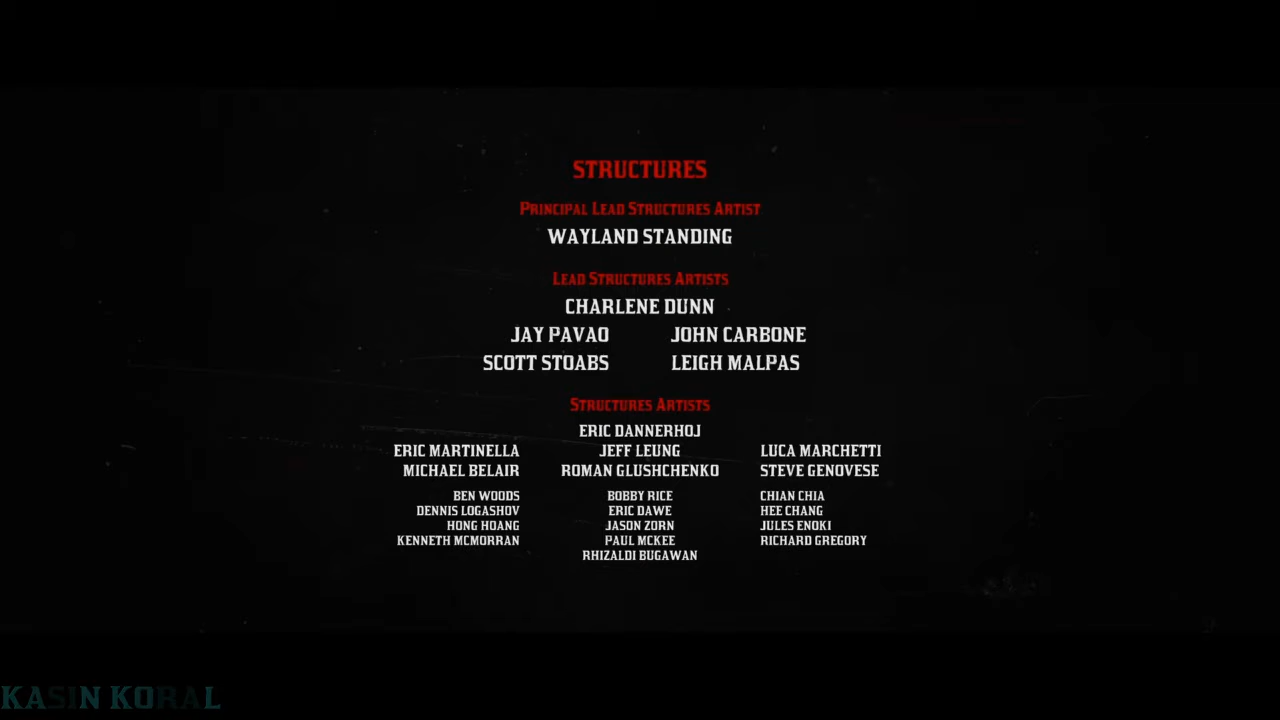 STRUCTURES
PRINCIPAL LEAD STRUCTURES ARTIST
WAYLAND STANDING
LEAD STRUCTURES ARTISTS
CHARLENE DUNN
JAY PAVAO JOHN CARBONE
SCOTT STOABS LEIGH MALPAS
STRUCTURES ARTISTS
ERIC DANNERHOJ
ERIC MARTINELLA JEFF LEUNG LUCA MARCHETTI
MICHAEL BELAIR ROMAN GLUSHCHENKO STEVE GENOVESE
BEN WOODS BOBBY RICE CHIAN CHIA
DENNIS LOGASHOV ERIC DAWE HEE CHANG
HONG HOANG JASON ZORN JULES ENOKI
KENNETH MCMORRAN PAUL MCKEE RICHARD GREGORY
RHIZALDI BUGAWAN
KASIN KORAL